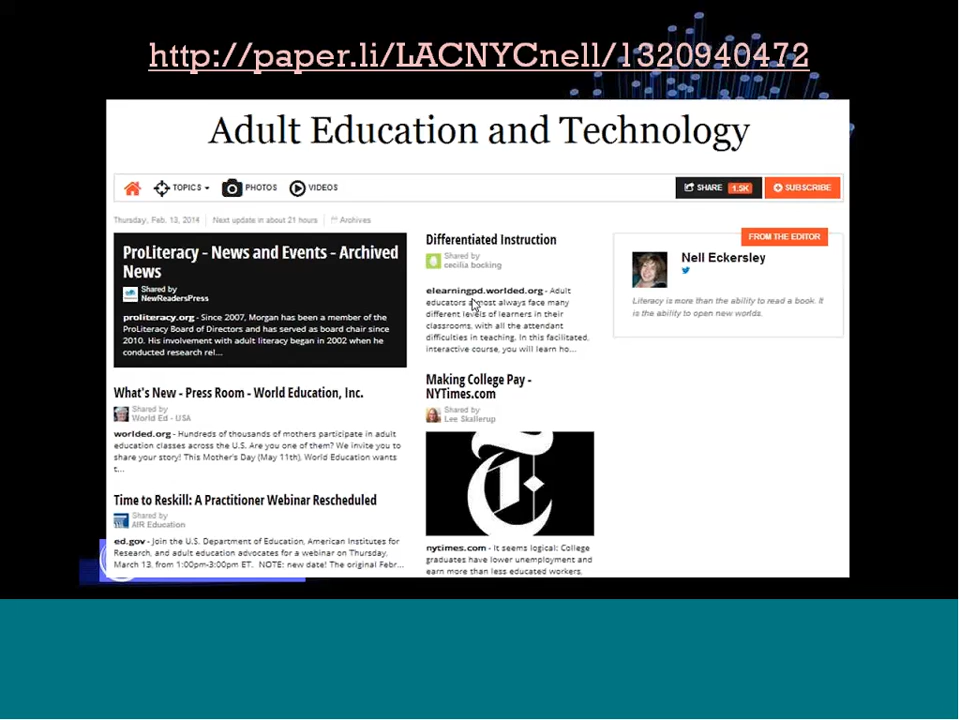 http://paper.li/LACNYCnell/1320940472
Adult Education and Technology
TOPICS
PHOTOS
VIDEOS
SHARE 1.5K
SUBSCRIBE
Thursday, Feb. 13, 2014
Next update in about 21 hours
Archives
ProLiteracy - News and Events - Archived
News
Shared by
NewReadersPress
proliteracy.org - Since 2007, Morgan has been a member of the
ProLiteracy Board of Directors and has served as board chair since
2010. His involvement with adult literacy began in 2002 when he
conducted research rel...
What's New - Press Room - World Education, Inc.
Shared by
World Ed - USA
worlded.org - Hundreds of thousands of mothers participate in adult
education classes across the U.S. Are you one of them? We invite you to
share your story! This Mother's Day (May 11th), World Education wants
t...
Time to Reskill: A Practitioner Webinar Rescheduled
Shared by
AIR Education
ed.gov - Join the U.S. Department of Education, American Institutes for
Research, and adult education advocates for a webinar on Thursday,
March 13, from 1:00pm-3:00pm ET. NOTE: new date! The original Febr...
Differentiated Instruction
Shared by
cecilia bocking
elearningpd.worlded.org - Adult
educators almost always face many
different levels of learners in their
classrooms, with all the attendant
difficulties in teaching. In this facilitated,
interactive course, you will learn ho...
Making College Pay -
NYTimes.com
Shared by
Lee Skallerup
nytimes.com - It seems logical: College
graduates have lower unemployment and
earn more than less educated workers.
FROM THE EDITOR
Nell Eckersley
Literacy is more than the ability to read a book. It
is the ability to open new worlds.